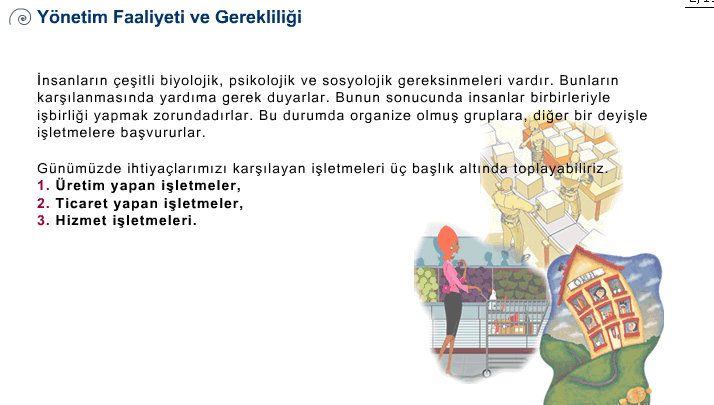 Yönetim Faaliyeti ve Gerekliliği
İnsanların çeşitli biyolojik, psikolojik ve sosyolojik gereksinmeleri vardır. Bunların
karşılanmasında yardıma gerek duyarlar. Bunun sonucunda insanlar birbirleriyle
işbirliği yapmak zorundadırlar. Bu durumda organize olmuş gruplara, diğer bir deyişle
işletmelere başvururlar.
Günümüzde ihtiyaçlarımızı karşılayan işletmeleri üç başlık altında toplayabiliriz.
1. Üretim yapan işletmeler,
2. Ticaret yapan işletmeler,
3. Hizmet işletmeleri.
OKUL